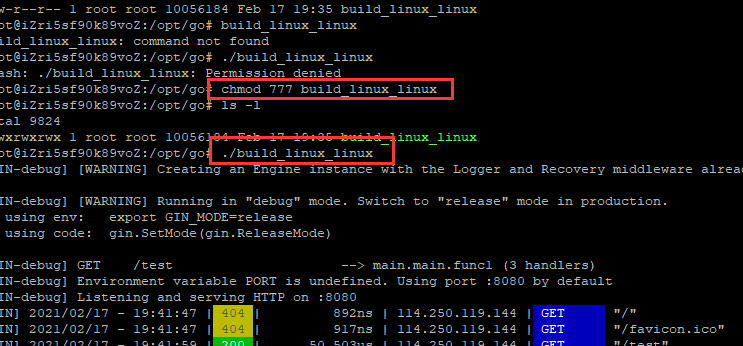 w-r--r-- 1 root root 10056184 Feb 17 19:35 build_linux_linux
ot@iZri5sf90k89voZ:/opt/go# build_linux_linux
ild_linux_linux: command not found
ot@iZri5sf90k89voZ:/opt/go# ./build_linux_linux
ash: ./build_linux_linux: Permission denied
ot@iZri5sf90k89voZ:/opt/go# chmod 777 build_linux_linux
ot@iZri5sf90k89voZ:/opt/go# ls -l
tal 9824
wxrwxrwx 1 root root 10056184 Feb 17 19:35 build_linux_linux
ot@iZri5sf90k89voZ:/opt/go# ./build_linux_linux
IN-debug] [WARNING] Creating an Engine instance with the Logger and Recovery middleware alrea
IN-debug] [WARNING] Running in "debug" mode. Switch to "release" mode in production.
using env: export GIN_MODE=release
using code: gin.SetMode(gin.ReleaseMode)
IN-debug] GET /test --> main.main.func1 (3 handlers)
IN-debug] Environment variable PORT is undefined. Using port :8080 by default
IN-debug] Listening and serving HTTP on :8080
IN] 2021/02/17 - 19:41:47 | 404 | 892ns | 114.250.119.144 | GET "/"
IN] 2021/02/17 - 19:41:47 | 404 | 917ns | 114.250.119.144 | GET "/favicon.ico"
IN] 2021/02/17 - 19:41:59 | 200 | 50.503µs | 114.250.119.144 | GET "/test"